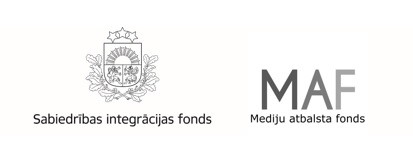 MAF
Sabiedrības integrācijas fonds
Mediju atbalsta fonds